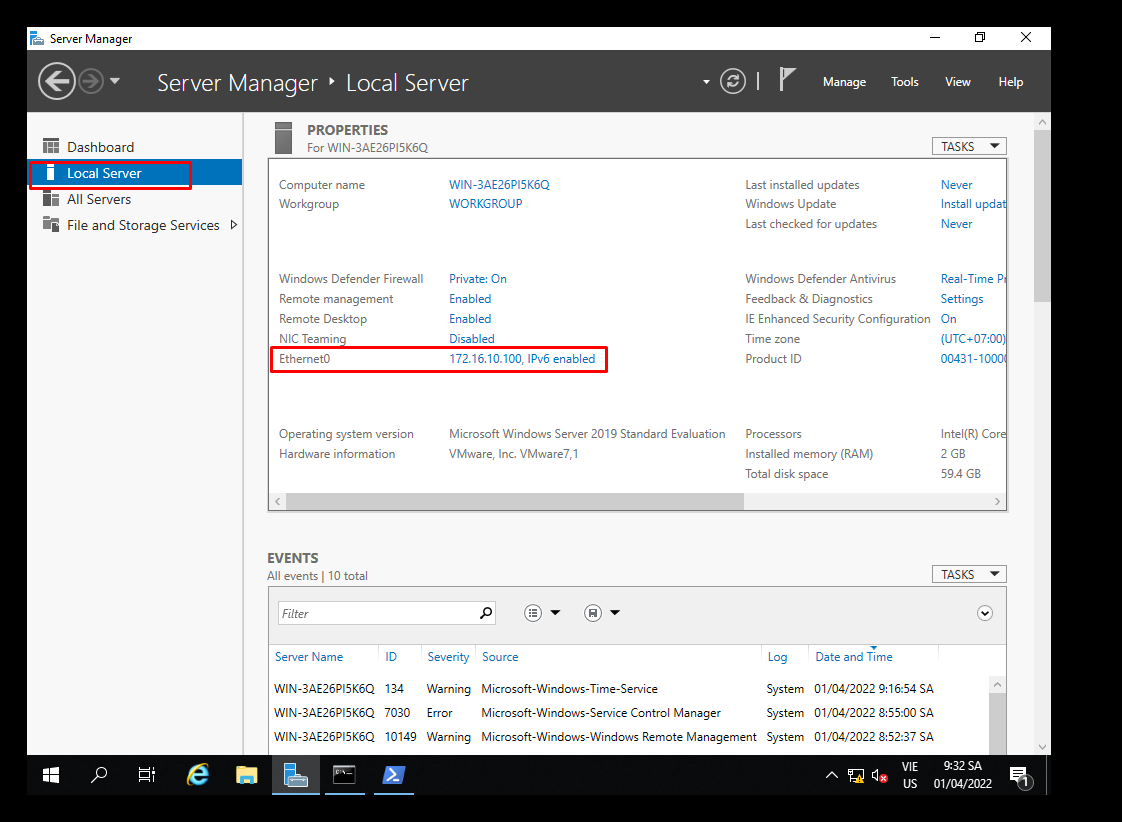 Server Manager
Server Manager • Local Server
Manage Tools View Help
Dashboard
Local Server
All Servers
File and Storage Services
PROPERTIES
For WIN-3AE26PI5K6Q
TASKS
Computer name WIN-3AE26PI5K6Q Last installed updates Never
Workgroup WORKGROUP Windows Update Install updat
Last checked for updates Never
Windows Defender Firewall Private: On Windows Defender Antivirus Real-Time Pr
Remote management Enabled Feedback & Diagnostics Settings
Remote Desktop Enabled IE Enhanced Security Configuration On
NIC Teaming Disabled Time zone (UTC+07:00)
Ethernet0 172.16.10.100, IPv6 enabled Product ID 00431-1000
Operating system version Microsoft Windows Server 2019 Standard Evaluation Processors Intel(R) Core
Hardware information VMware, Inc. VMware7,1 Installed memory (RAM) 2 GB
Total disk space 59.4 GB
EVENTS
All events | 10 total
TASKS
Filter
Server Name ID Severity Source Log Date and Time
WIN-3AE26PI5K6Q 134 Warning Microsoft-Windows-Time-Service System 01/04/2022 9:16:54 SA
WIN-3AE26PI5K6Q 7030 Error Microsoft-Windows-Service Control Manager System 01/04/2022 8:55:00 SA
WIN-3AE26PI5K6Q 10149 Warning Microsoft-Windows-Windows Remote Management System 01/04/2022 8:52:37 SA
VIE
US
9:32 SA
01/04/2022
1